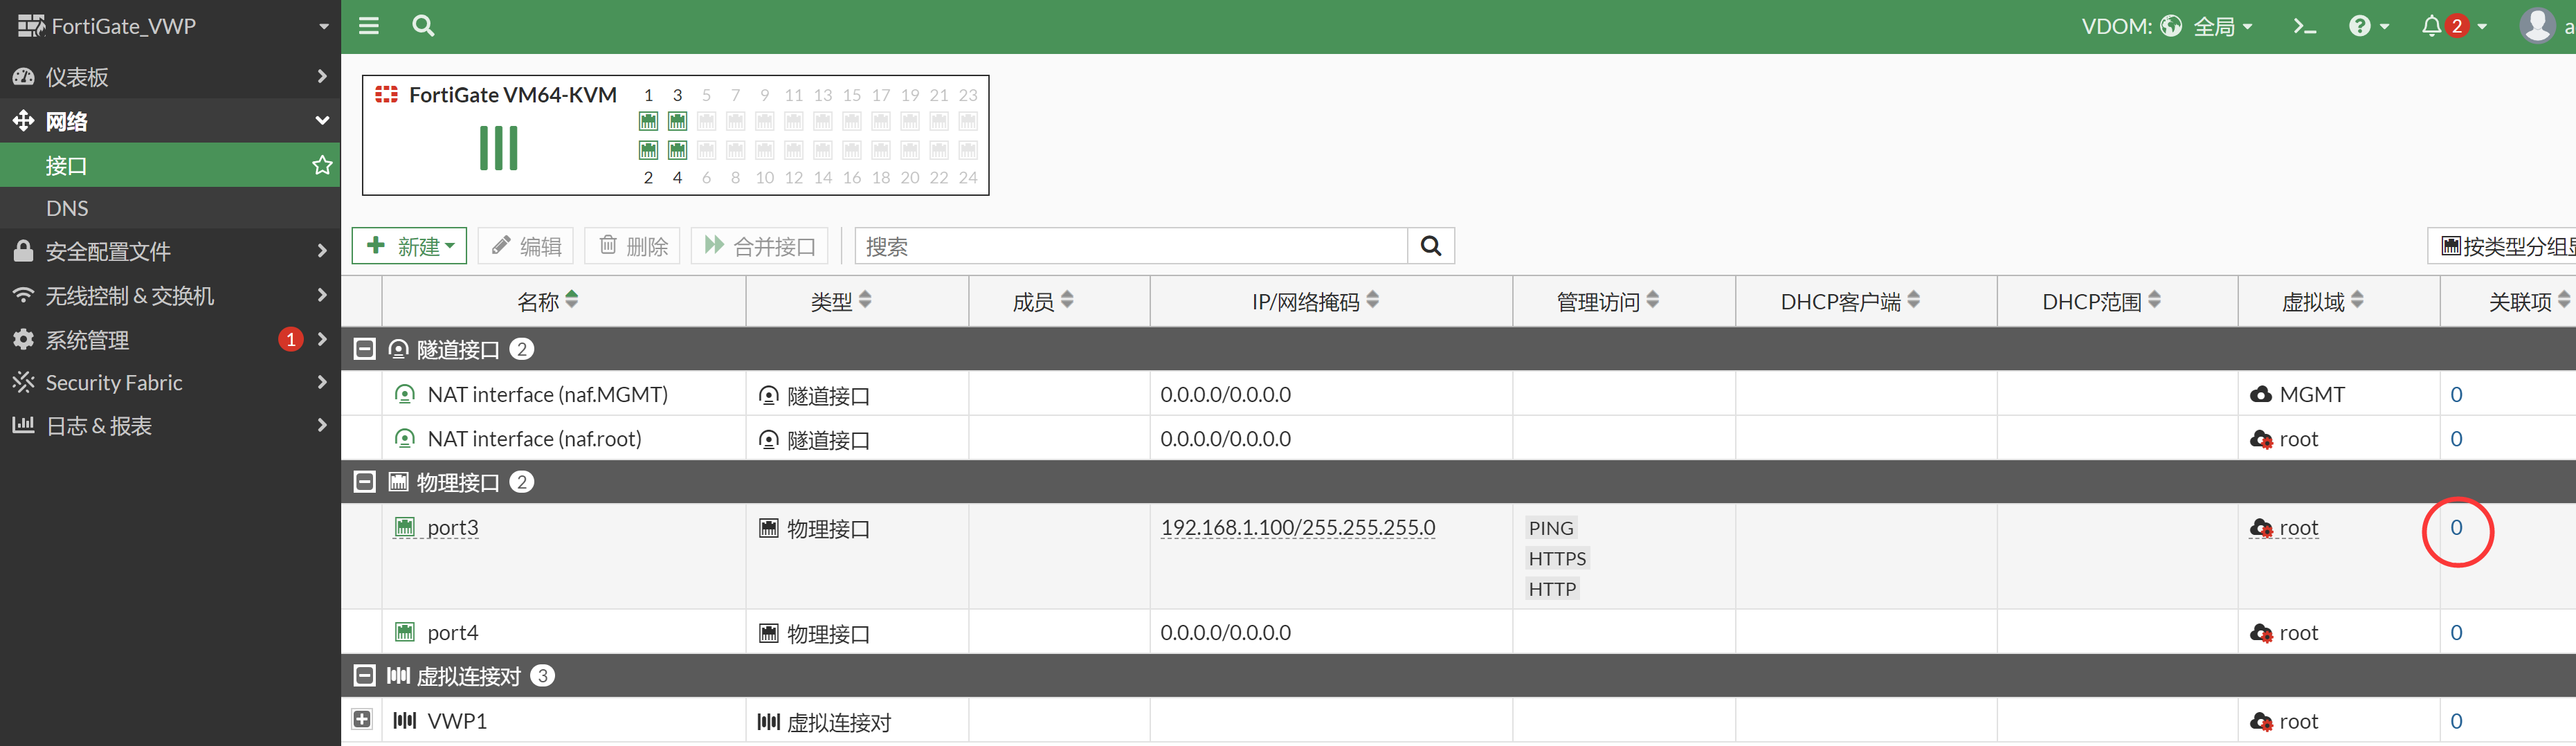 FortiGate_VWP
VDOM: 全局
2
a
仪表板
网络
接口
DNS
安全配置文件
无线控制 & 交换机
系统管理 1
Security Fabric
日志 & 报表
FortiGate VM64-KVM
1 3 5 7 9 11 13 15 17 19 21 23
2 4 6 8 10 12 14 16 18 20 22 24
新建 编辑 删除 合并接口 搜索 按类型分组显
名称 类型 成员 IP/网络掩码 管理访问 DHCP客户端 DHCP范围 虚拟域 关联项
隧道接口 2
NAT interface (naf.MGMT) 隧道接口 0.0.0.0/0.0.0.0 MGMT 0
NAT interface (naf.root) 隧道接口 0.0.0.0/0.0.0.0 root 0
物理接口 2
port3 物理接口 192.168.1.100/255.255.255.0 PING root 0
HTTPS
HTTP
port4 物理接口 0.0.0.0/0.0.0.0 root 0
虚拟连接对 3
VWP1 虚拟连接对 root 0